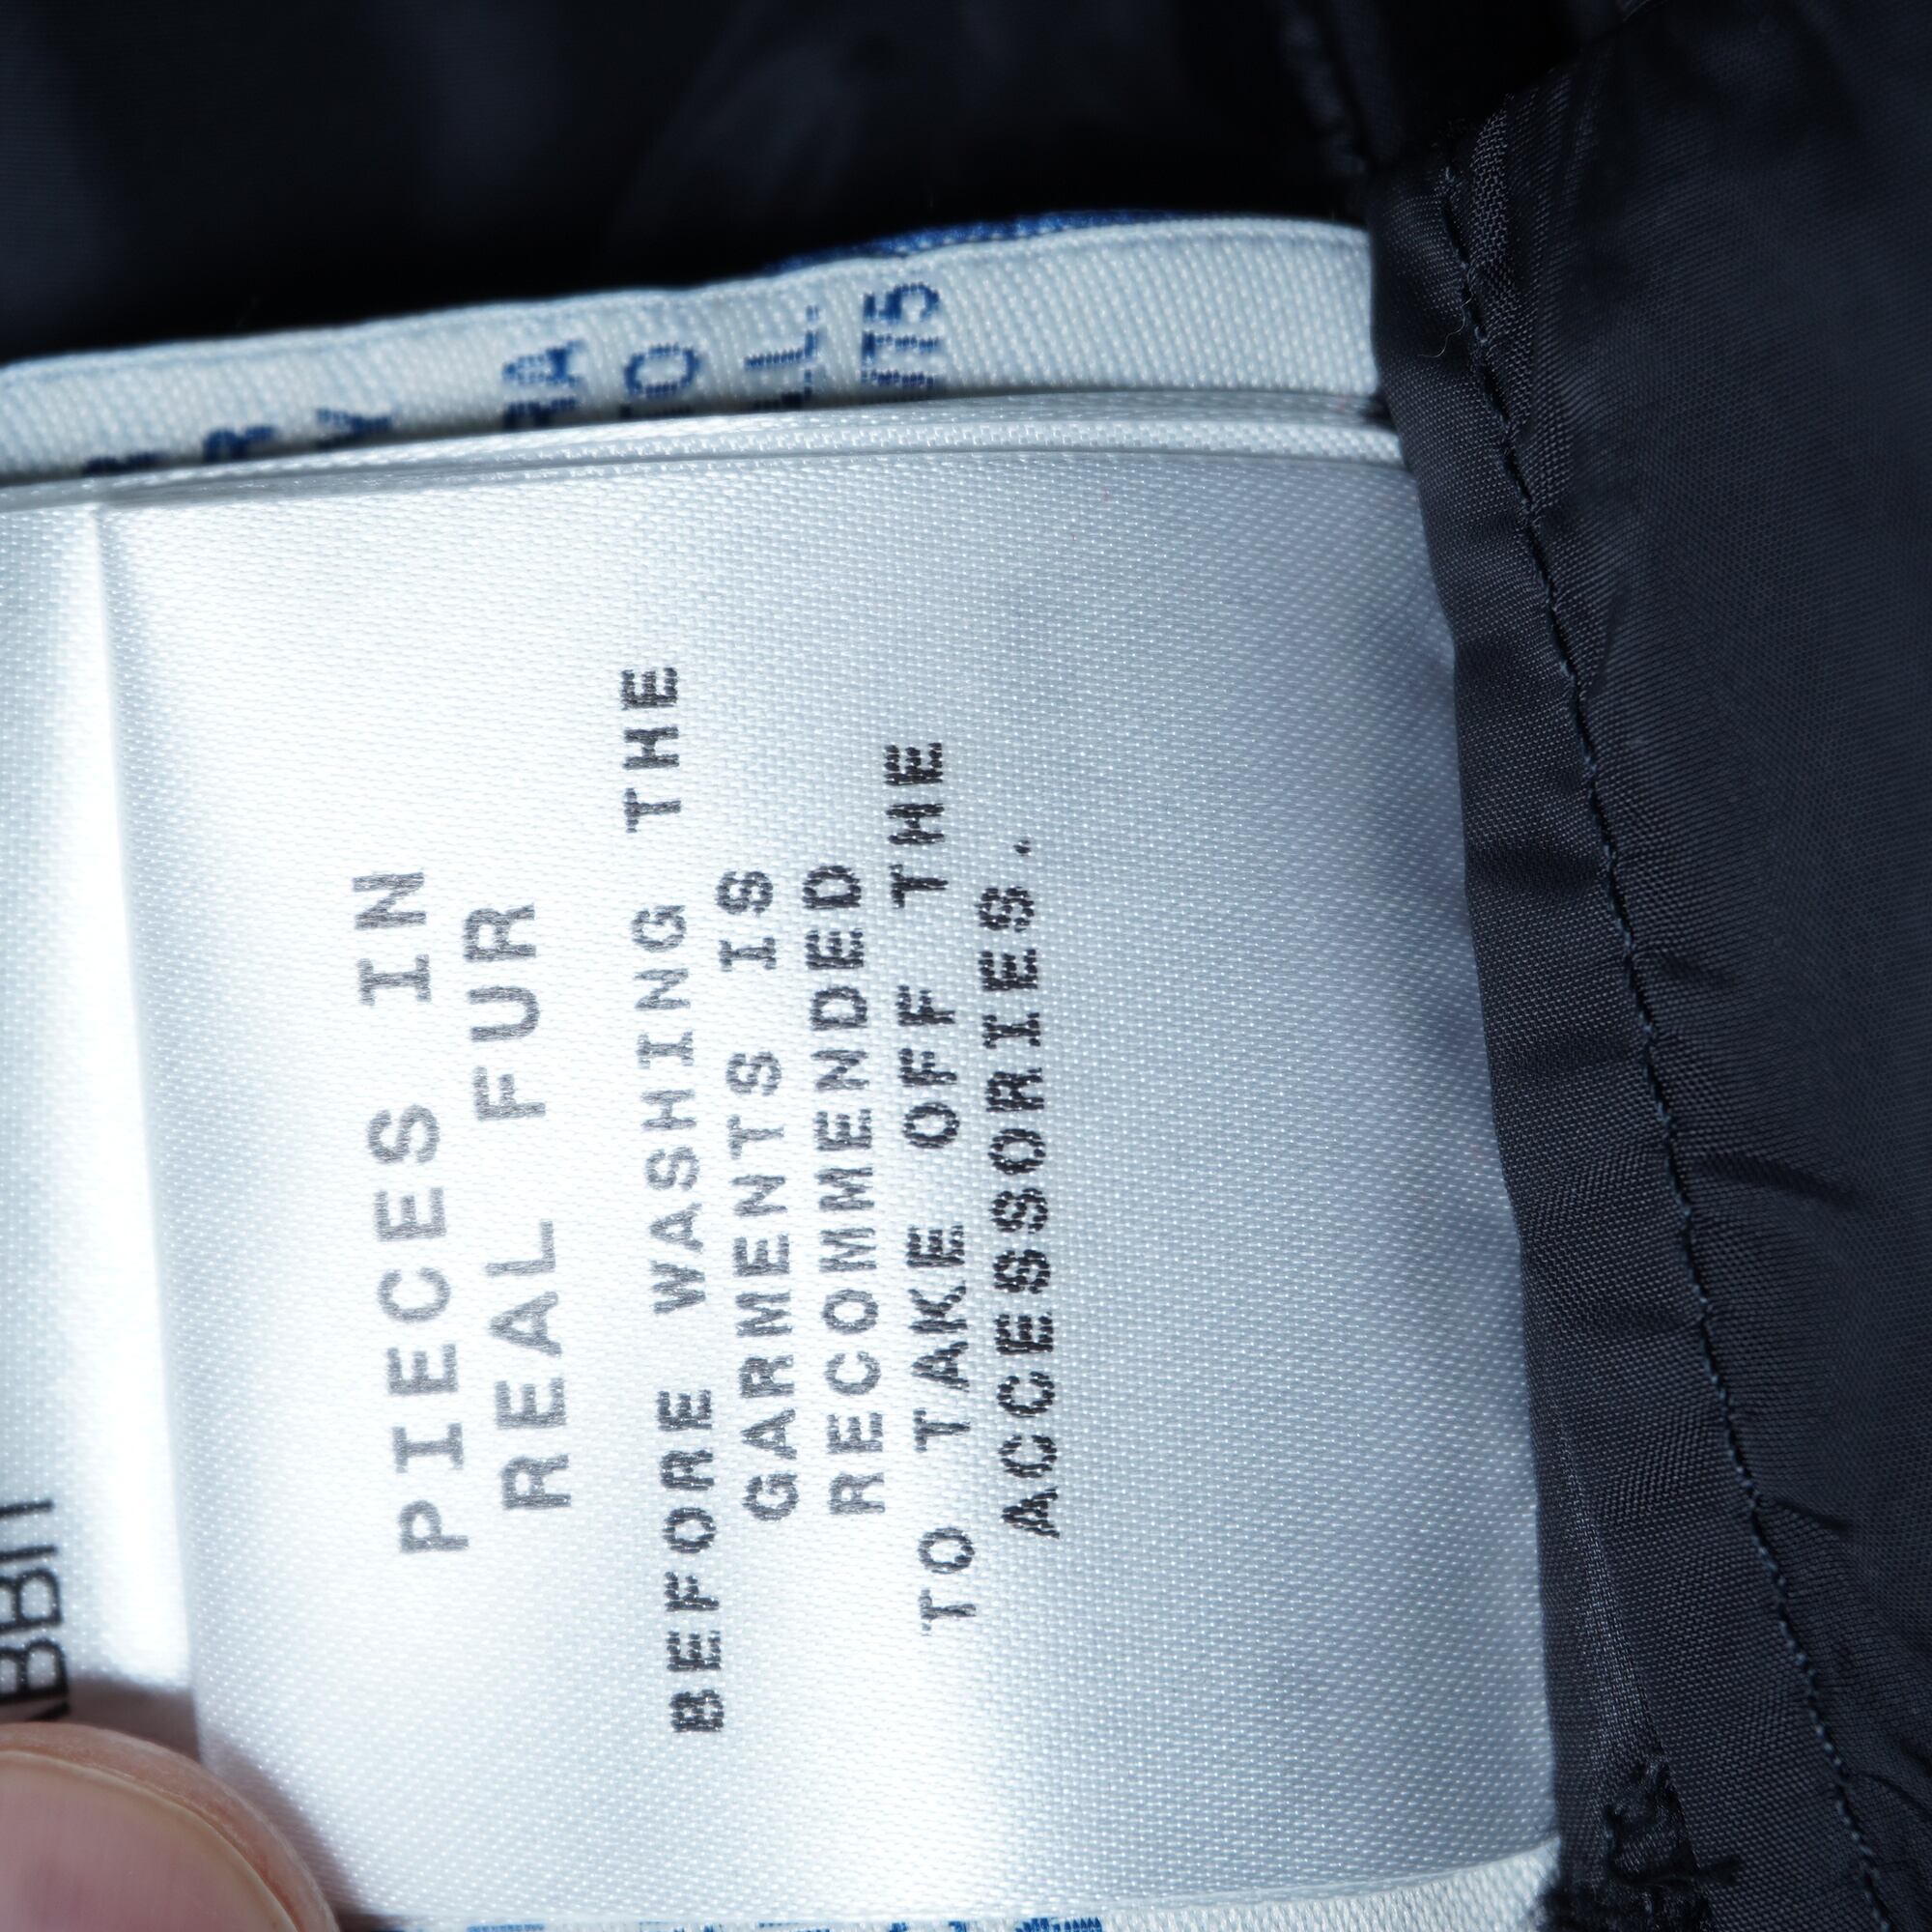 PIECES IN
REAL FUR
BEFORE WASHING THE
GARMENTS IS
RECOMMENDED
TO TAKE OFF THE
ACCESSORIES.